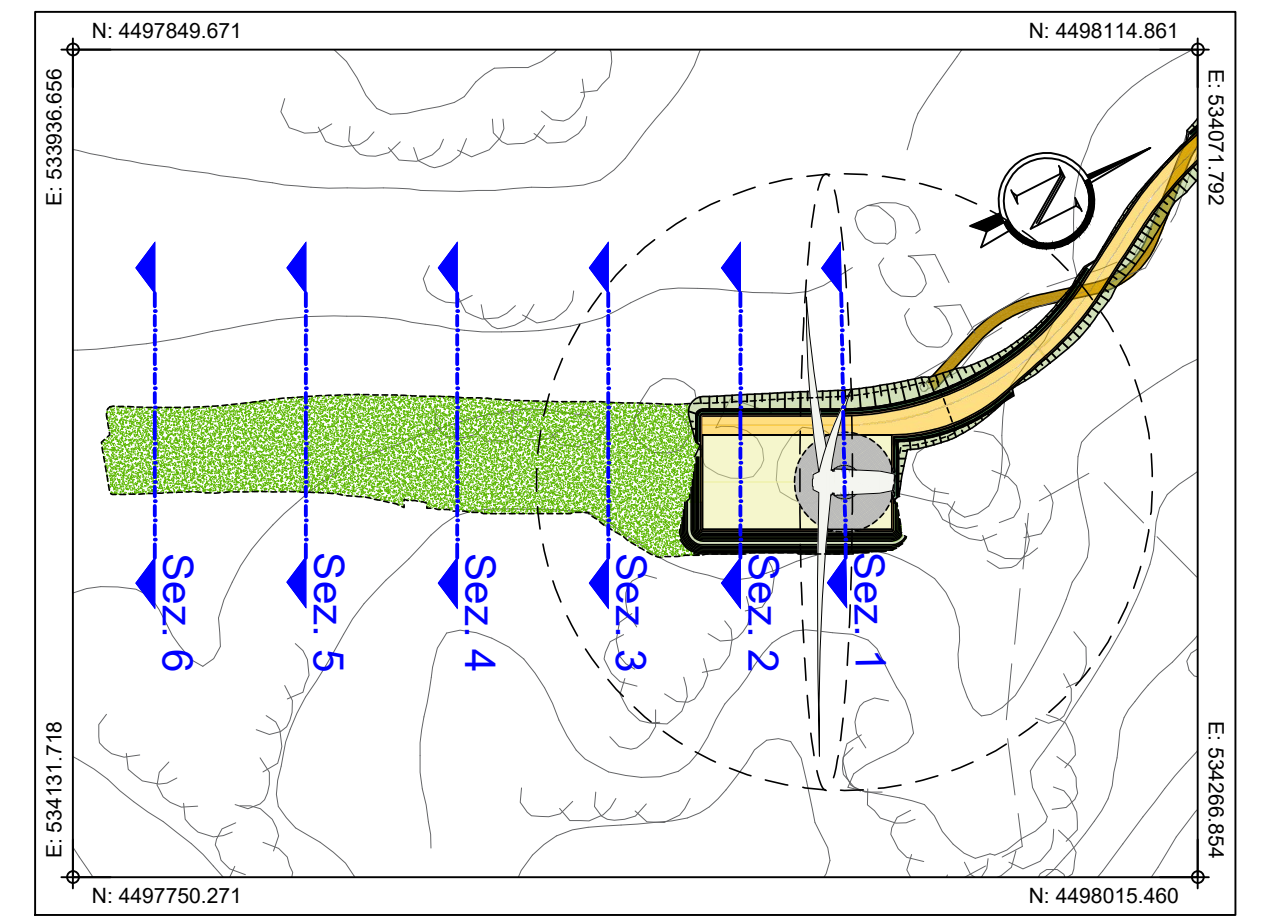 N: 4497849.671
N: 4498114.861
E: 533936.656
E: 534071.792
N
Sez. 6
Sez. 5
Sez. 4
Sez. 3
Sez. 2
Sez. 1
E: 534131.718
E: 534266.854
N: 4497750.271
N: 4498015.460